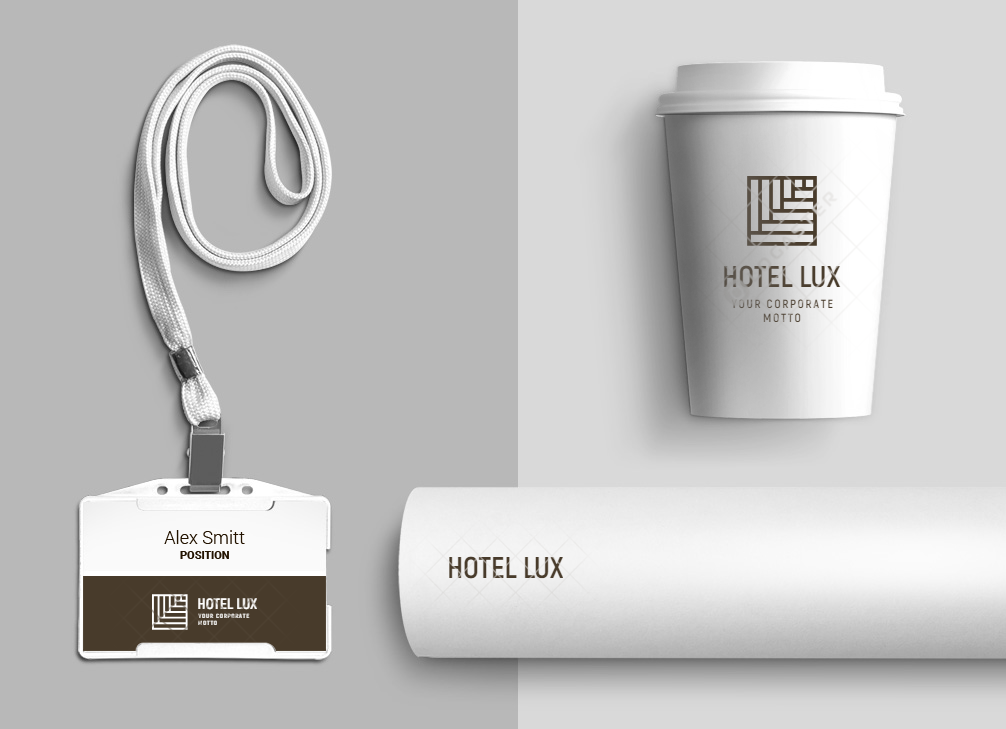 HOTEL LUX
YOUR CORPORATE
MOTTO
HOTEL LUX
Alex Smitt
POSITION
HOTEL LUX
YOUR CORPORATE
MOTTO